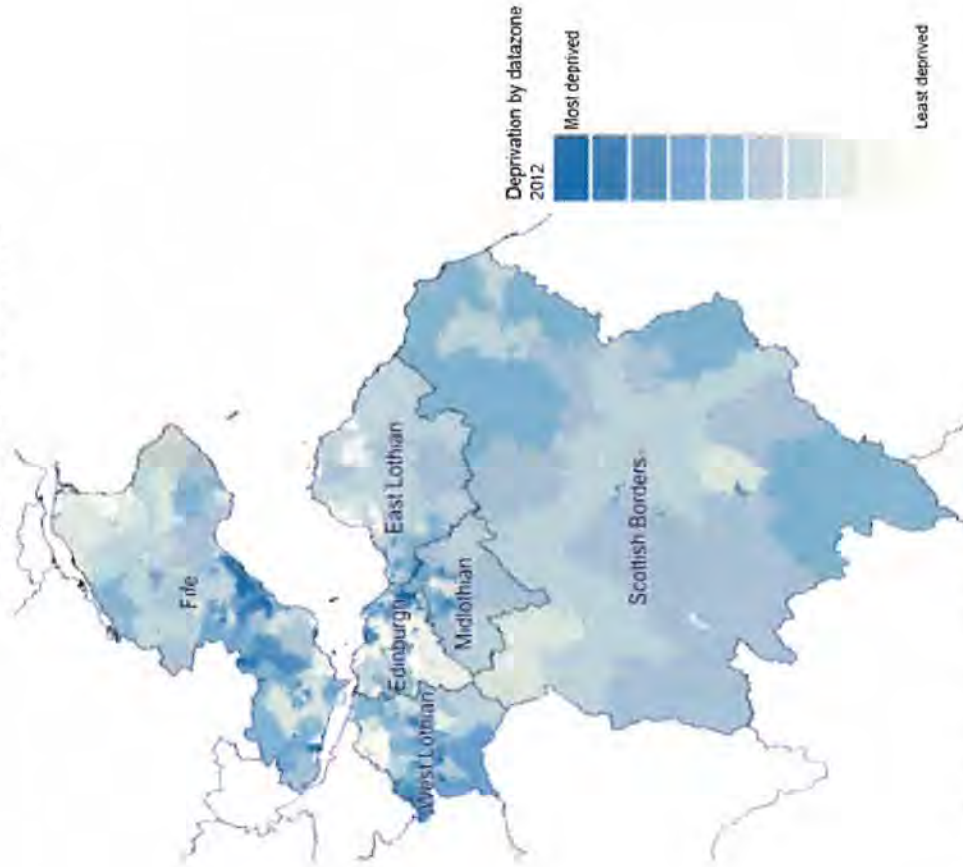 Deprivation by datazone
2012
Most deprived
Least deprived
Fife
East Lothian
Edinburgh
Midlothian
West Lothian
Scottish Borders